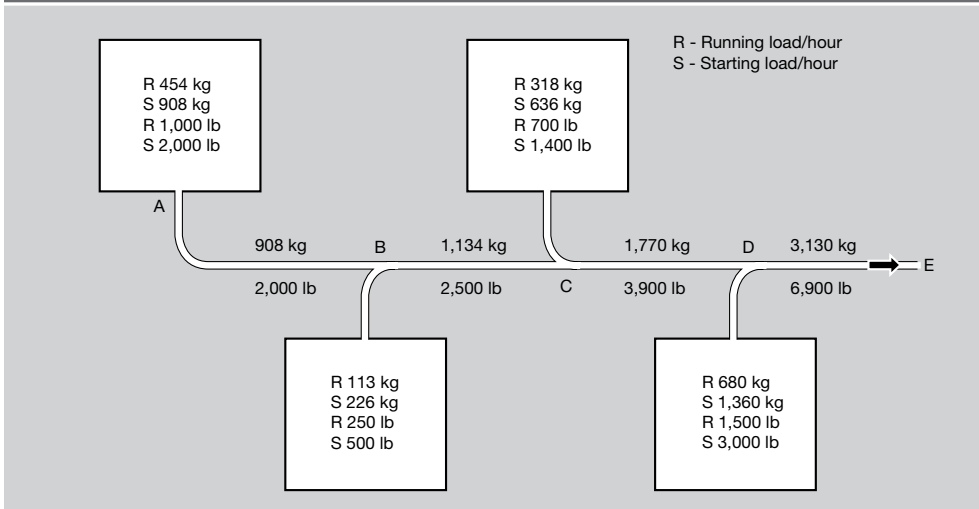 R 454 kg
S 908 kg
R 1,000 lb
S 2,000 lb
R 318 kg
S 636 kg
R 700 lb
S 1,400 lb
R - Running load/hour
S - Starting load/hour
A
908 kg
B
1,134 kg
1,770 kg
D
3,130 kg
E
2,000 lb
2,500 lb
C
3,900 lb
6,900 lb
R 113 kg
S 226 kg
R 250 lb
S 500 lb
R 680 kg
S 1,360 kg
R 1,500 lb
S 3,000 lb